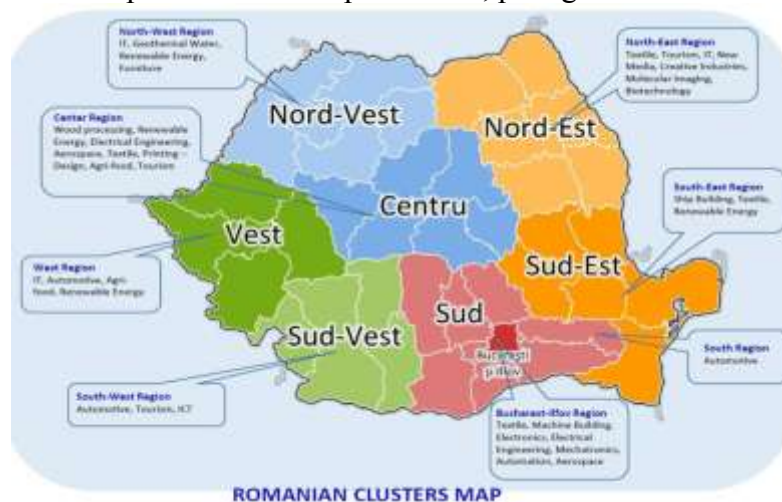 North-West Region
IT, Geothermal Water,
Renewable Energy,
Furniture
North-East Region
Textile, Tourism, IT, New
Media, Creative Industries,
Molecular Imaging,
Biotechnology
Nord-Vest
Nord-Est
Center Region
Wood processing, Renewable
Energy, Electrical Engineering,
Aerospace, Textile, Printing –
Design, Agri-food, Tourism
Centru
South-East Region
Ship Building, Textile,
Renewable Energy
Vest
Sud-Est
West Region
IT, Automotive, Agri-
food, Renewable Energy
Sud-Vest
Sud
București
și Ilfov
South Region
Automotive
South-West Region
Automotive, Tourism, ICT
Bucharest-Ilfov Region
Textile, Machine Building,
Electronics, Electrical
Engineering, Mechatronics,
Automation, Aerospace
ROMANIAN CLUSTERS MAP